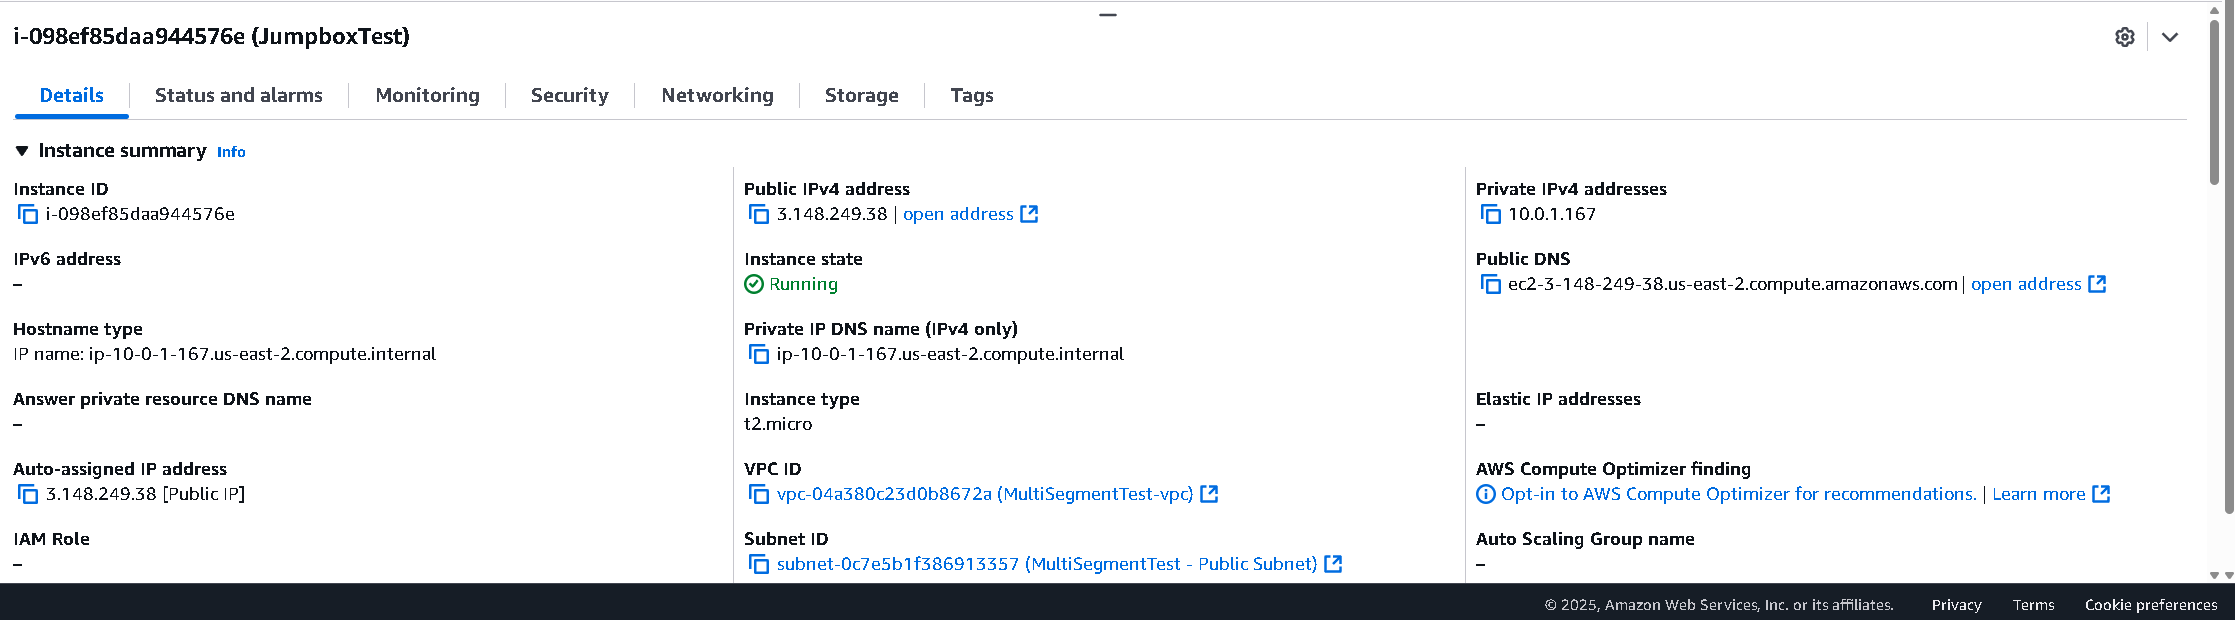 i-098ef85daa944576e (JumpboxTest)
Details
Status and alarms
Monitoring
Security
Networking
Storage
Tags
Instance summary Info
Instance ID
i-098ef85daa944576e
Public IPv4 address
3.148.249.38 | open address
Private IPv4 addresses
10.0.1.167
IPv6 address
–
Instance state
Running
Public DNS
ec2-3-148-249-38.us-east-2.compute.amazonaws.com | open address
Hostname type
IP name: ip-10-0-1-167.us-east-2.compute.internal
Private IP DNS name (IPv4 only)
ip-10-0-1-167.us-east-2.compute.internal
Answer private resource DNS name
–
Instance type
t2.micro
Elastic IP addresses
–
Auto-assigned IP address
3.148.249.38 [Public IP]
VPC ID
vpc-04a380c23d0b8672a (MultiSegmentTest-vpc)
AWS Compute Optimizer finding
Opt-in to AWS Compute Optimizer for recommendations. | Learn more
IAM Role
–
Subnet ID
subnet-0c7e5b1f386913357 (MultiSegmentTest - Public Subnet)
Auto Scaling Group name
–
© 2025, Amazon Web Services, Inc. or its affiliates.
Privacy
Terms
Cookie preferences